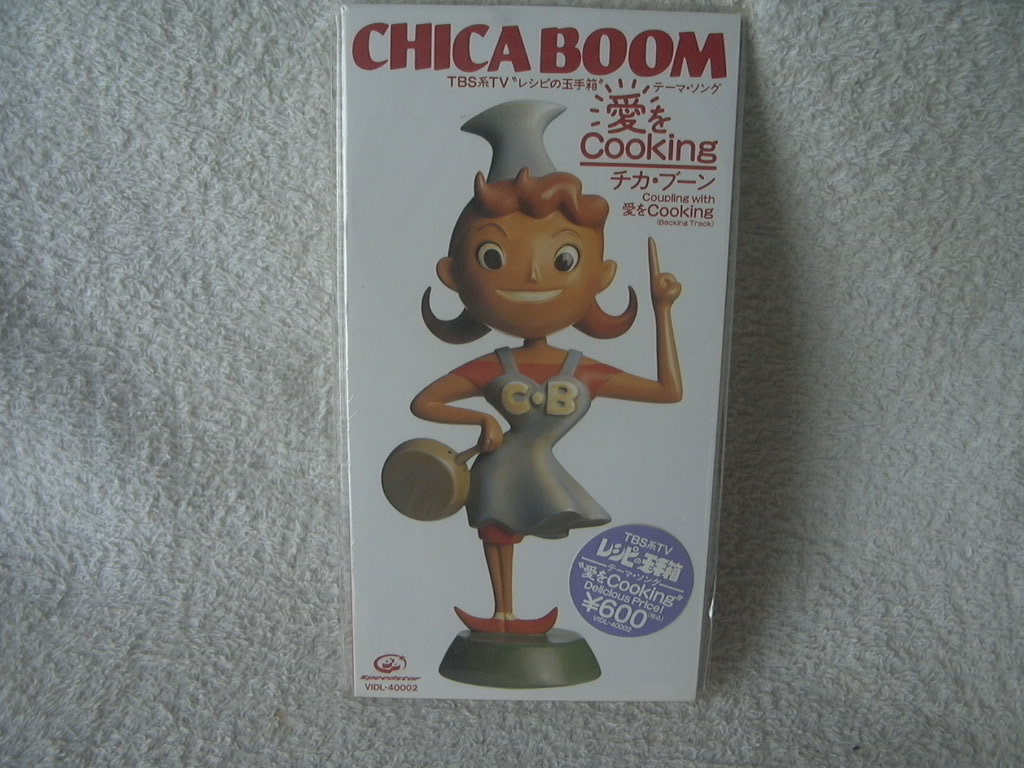 CHICA BOOM
TBS系TV "レシピの玉手箱" テーマ・ソング
愛を
Cooking
チカ・ブーン
Coupling with
愛をCooking
(Backing Track)
C・B
TBS系TV
レシピの玉手箱
テーマ・ソング
"愛をCooking"
Delicious Price!
¥600(税込)
VIDL-40002
Speedstar
VIDL-40002